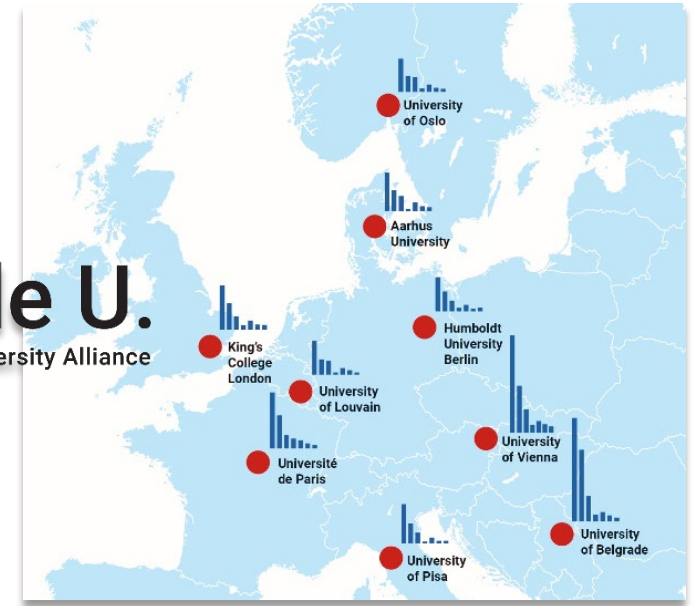 University
of Oslo
Aarhus
University
le U.
ersity Alliance
Humboldt
University
Berlin
King's
College
London
University
of Louvain
University
of Vienna
Université
de Paris
University
of Belgrade
University
of Pisa